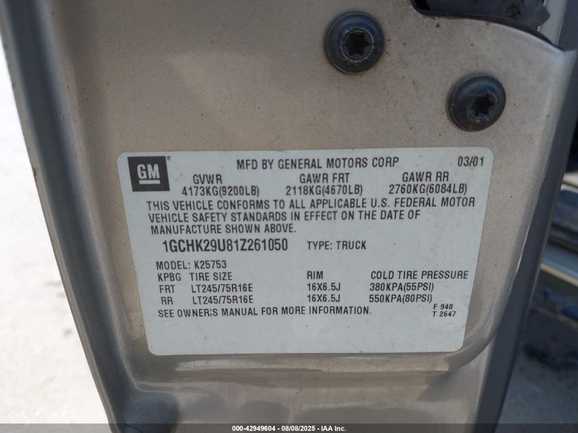 GM
MFD BY GENERAL MOTORS CORP 03/01
GVWR GAWR FRT GAWR RR
4173KG(9200LB) 2118KG(4670LB) 2760KG(6084LB)
THIS VEHICLE CONFORMS TO ALL APPLICABLE U.S. FEDERAL MOTOR
VEHICLE SAFETY STANDARDS IN EFFECT ON THE DATE OF
MANUFACTURE SHOWN ABOVE.
1GCHK29U81Z261050 TYPE: TRUCK
MODEL: K25753
KPBG TIRE SIZE RIM COLD TIRE PRESSURE
FRT LT245/75R16E 16X6.5J 380KPA(55PSI)
RR LT245/75R16E 16X6.5J 550KPA(80PSI)
SEE OWNER'S MANUAL FOR MORE INFORMATION.
F 940
T 2647
000-42949604 - 08/08/2025 - IAA Inc.